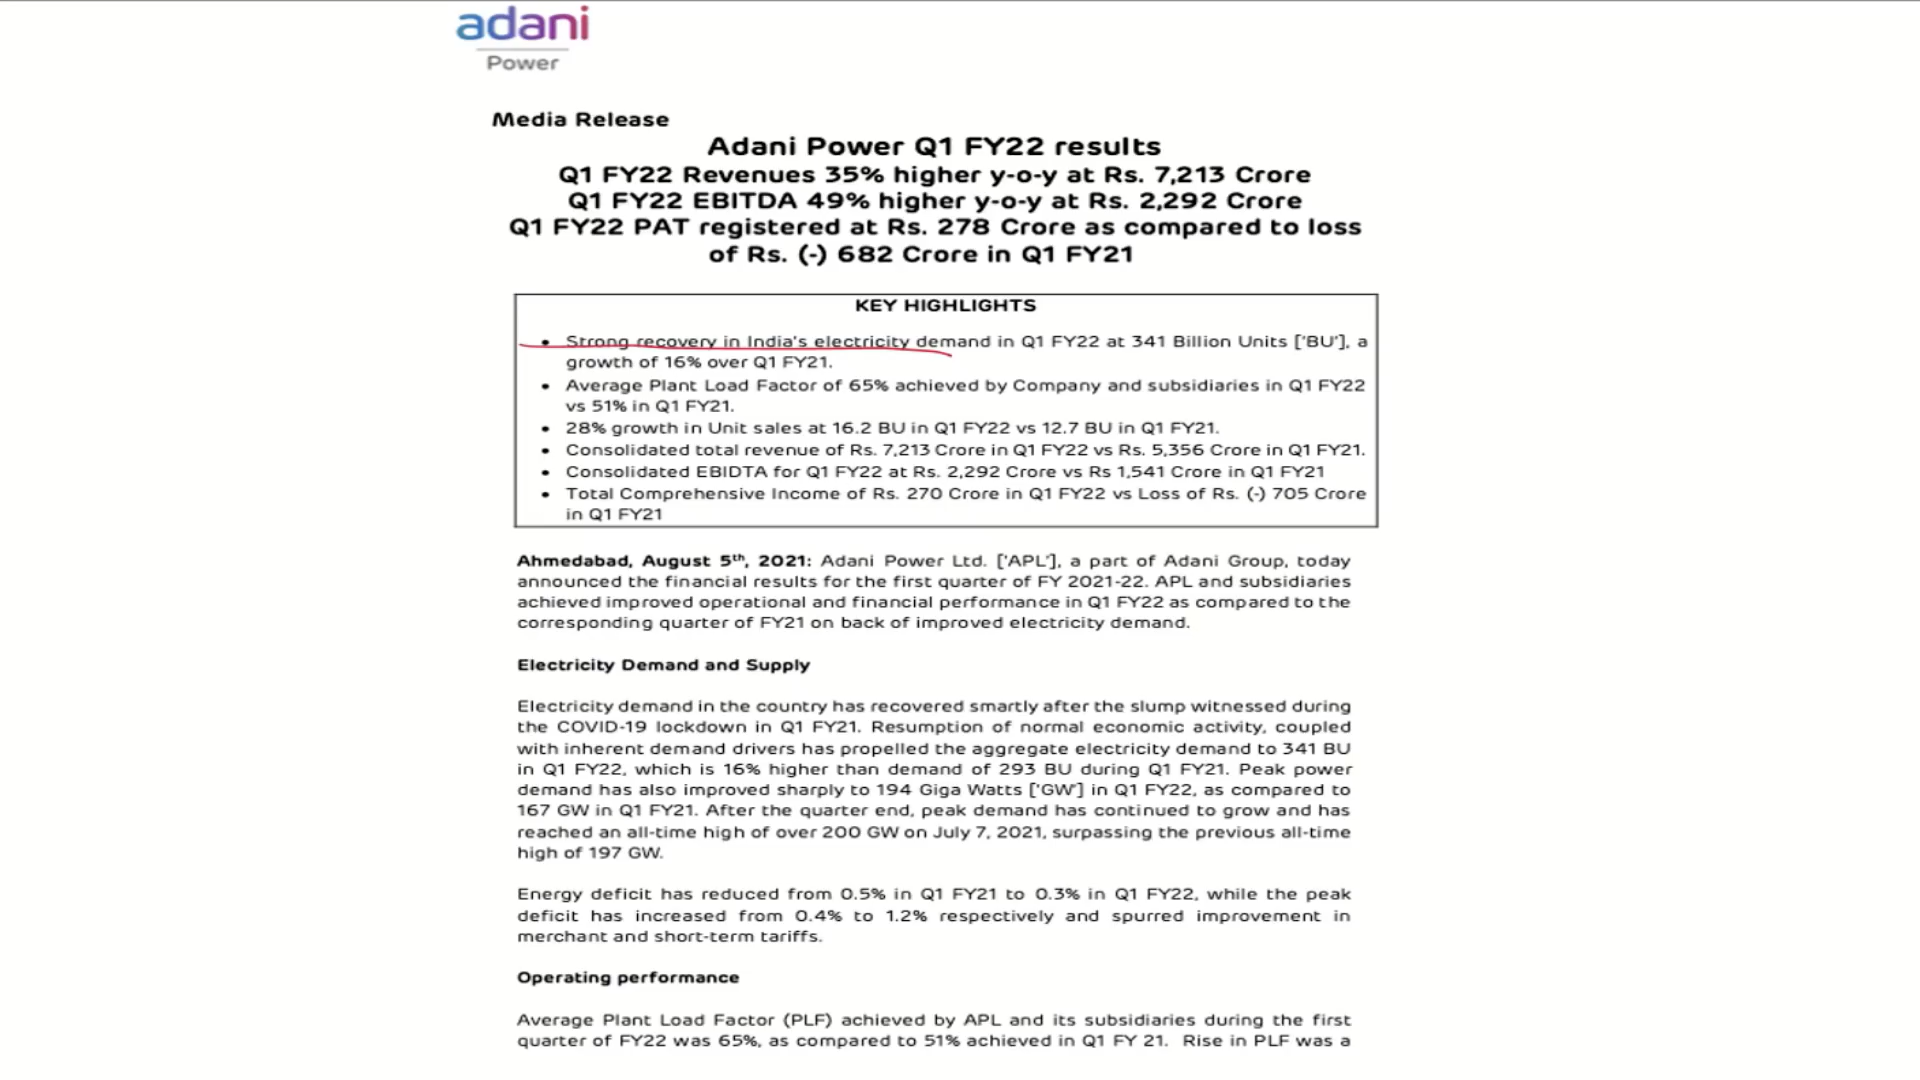 adani
Power
Media Release
Adani Power Q1 FY22 results
Q1 FY22 Revenues 35% higher y-o-y at Rs. 7,213 Crore
Q1 FY22 EBITDA 49% higher y-o-y at Rs. 2,292 Crore
Q1 FY22 PAT registered at Rs. 278 Crore as compared to loss
of Rs. (-) 682 Crore in Q1 FY21
KEY HIGHLIGHTS
• Strong recovery in India's electricity demand in Q1 FY22 at 341 Billion Units ['BU'], a
growth of 16% over Q1 FY21.
• Average Plant Load Factor of 65% achieved by Company and subsidiaries in Q1 FY22
vs 51% in Q1 FY21.
• 28% growth in Unit sales at 16.2 BU in Q1 FY22 vs 12.7 BU in Q1 FY21.
• Consolidated total revenue of Rs. 7,213 Crore in Q1 FY22 vs Rs. 5,356 Crore in Q1 FY21.
• Consolidated EBIDTA for Q1 FY22 at Rs. 2,292 Crore vs Rs 1,541 Crore in Q1 FY21
• Total Comprehensive Income of Rs. 270 Crore in Q1 FY22 vs Loss of Rs. (-) 705 Crore
in Q1 FY21
Ahmedabad, August 5th, 2021: Adani Power Ltd. ['APL'], a part of Adani Group, today
announced the financial results for the first quarter of FY 2021-22. APL and subsidiaries
achieved improved operational and financial performance in Q1 FY22 as compared to the
corresponding quarter of FY21 on back of improved electricity demand.
Electricity Demand and Supply
Electricity demand in the country has recovered smartly after the slump witnessed during
the COVID-19 lockdown in Q1 FY21. Resumption of normal economic activity, coupled
with inherent demand drivers has propelled the aggregate electricity demand to 341 BU
in Q1 FY22, which is 16% higher than demand of 293 BU during Q1 FY21. Peak power
demand has also improved sharply to 194 Giga Watts ['GW'] in Q1 FY22, as compared to
167 GW in Q1 FY21. After the quarter end, peak demand has continued to grow and has
reached an all-time high of over 200 GW on July 7, 2021, surpassing the previous all-time
high of 197 GW.
Energy deficit has reduced from 0.5% in Q1 FY21 to 0.3% in Q1 FY22, while the peak
deficit has increased from 0.4% to 1.2% respectively and spurred improvement in
merchant and short-term tariffs.
Operating performance
Average Plant Load Factor (PLF) achieved by APL and its subsidiaries during the first
quarter of FY22 was 65%, as compared to 51% achieved in Q1 FY 21. Rise in PLF was a